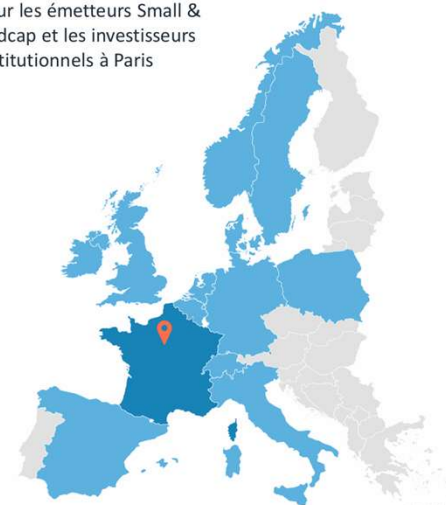 ur les émetteurs Small &
dcap et les investisseurs
titutionnels à Paris